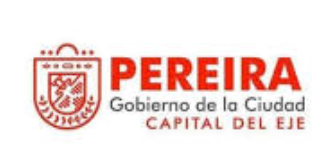 PEREIRA
Gobierno de la Ciudad
CAPITAL DEL EJE